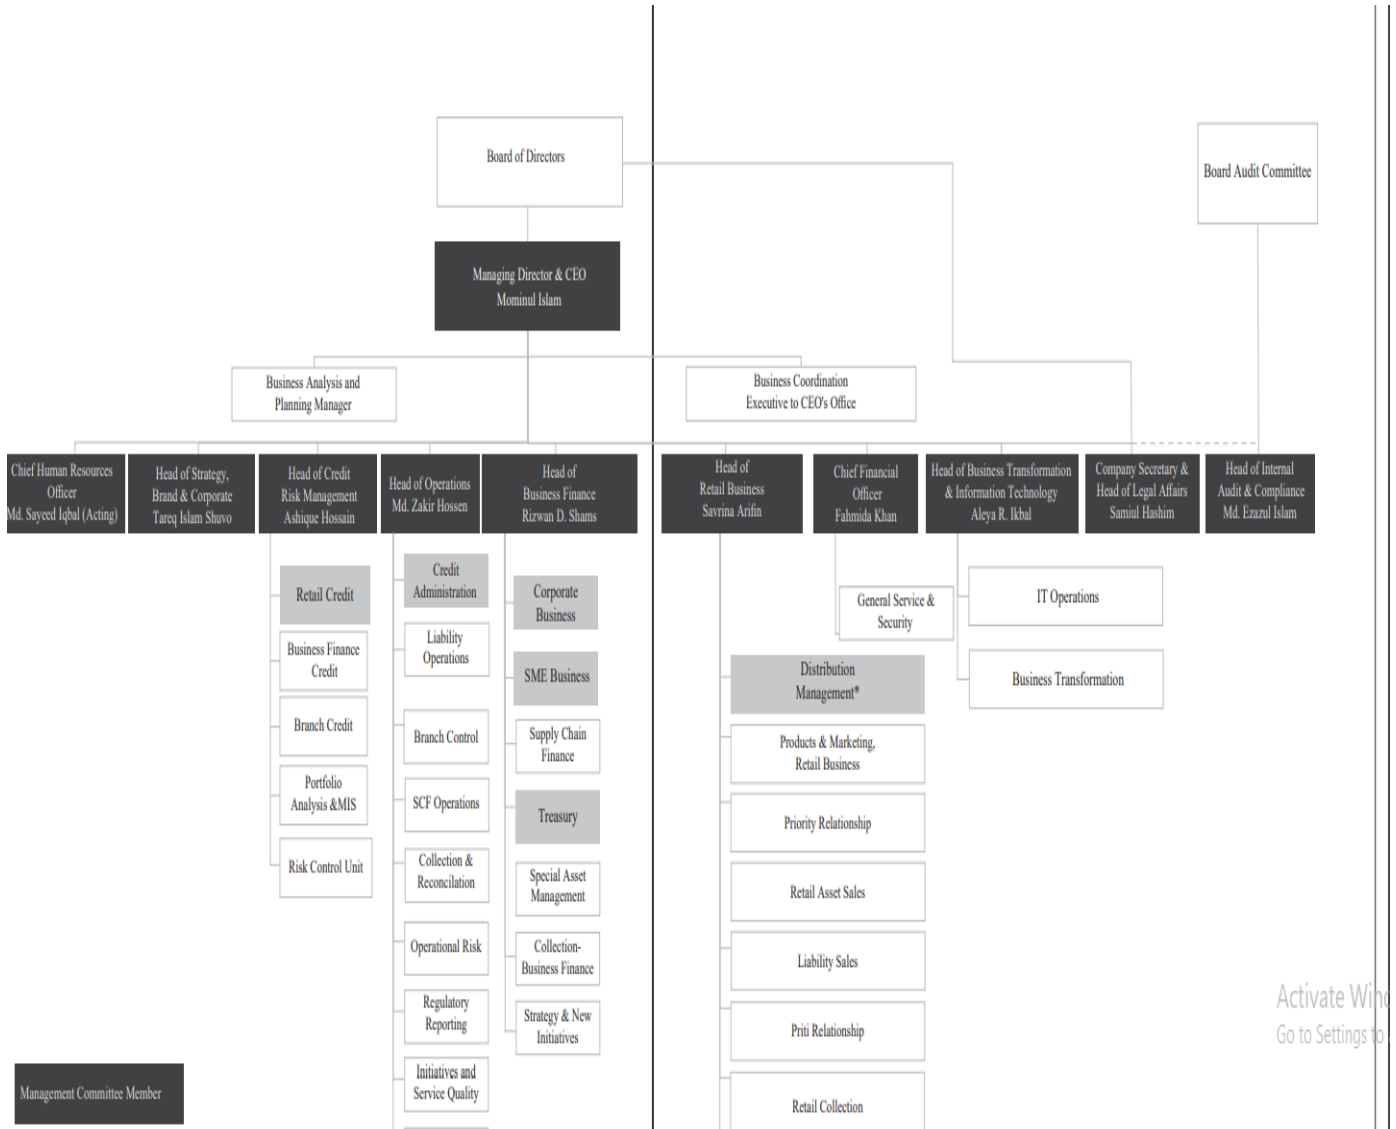 Board of Directors
Board Audit Committee
Managing Director & CEO
Mominul Islam
Business Analysis and
Planning Manager
Business Coordination
Executive to CEO's Office
Chief Human Resources
Officer
Md. Sayeed Iqbal (Acting)
Head of Strategy,
Brand & Corporate
Tareq Islam Shuvo
Head of Credit
Risk Management
Ashique Hossain
Head of Operations
Md. Zakir Hossen
Head of
Business Finance
Rizwan D. Shams
Head of
Retail Business
Savrina Arifin
Chief Financial
Officer
Fahmida Khan
Head of Business Transformation
& Information Technology
Aleya R. Ikbal
Company Secretary &
Head of Legal Affairs
Samiul Hashim
Head of Internal
Audit & Compliance
Md. Ezazul Islam
Retail Credit
Business Finance
Credit
Branch Credit
Portfolio
Analysis &MIS
Risk Control Unit
Credit
Administration
Liability
Operations
Branch Control
SCF Operations
Collection &
Reconcilation
Operational Risk
Regulatory
Reporting
Initiatives and
Service Quality
Corporate
Business
SME Business
Supply Chain
Finance
Treasury
Special Asset
Management
Collection-
Business Finance
Strategy & New
Initiatives
Distribution
Management*
Products & Marketing,
Retail Business
Priority Relationship
Retail Asset Sales
Liability Sales
Priti Relationship
Retail Collection
General Service &
Security
IT Operations
Business Transformation
Management Committee Member
Activate Wind
Go to Settings to